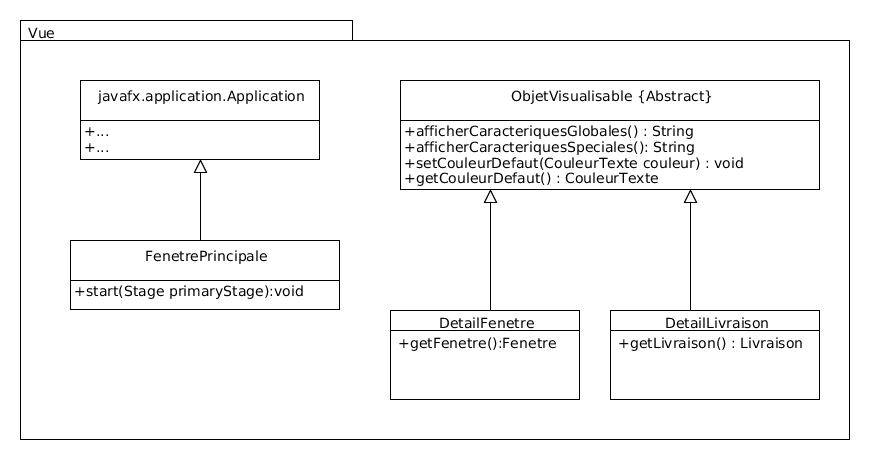 Vue
javafx.application.Application
+...
+...
FenetrePrincipale
+start(Stage primaryStage):void
ObjetVisualisable {Abstract}
+afficherCaracteriquesGlobales() : String
+afficherCaracteriquesSpeciales(): String
+setCouleurDefaut(CouleurTexte couleur) : void
+getCouleurDefaut() : CouleurTexte
DetailFenetre
+getFenetre():Fenetre
DetailLivraison
+getLivraison() : Livraison